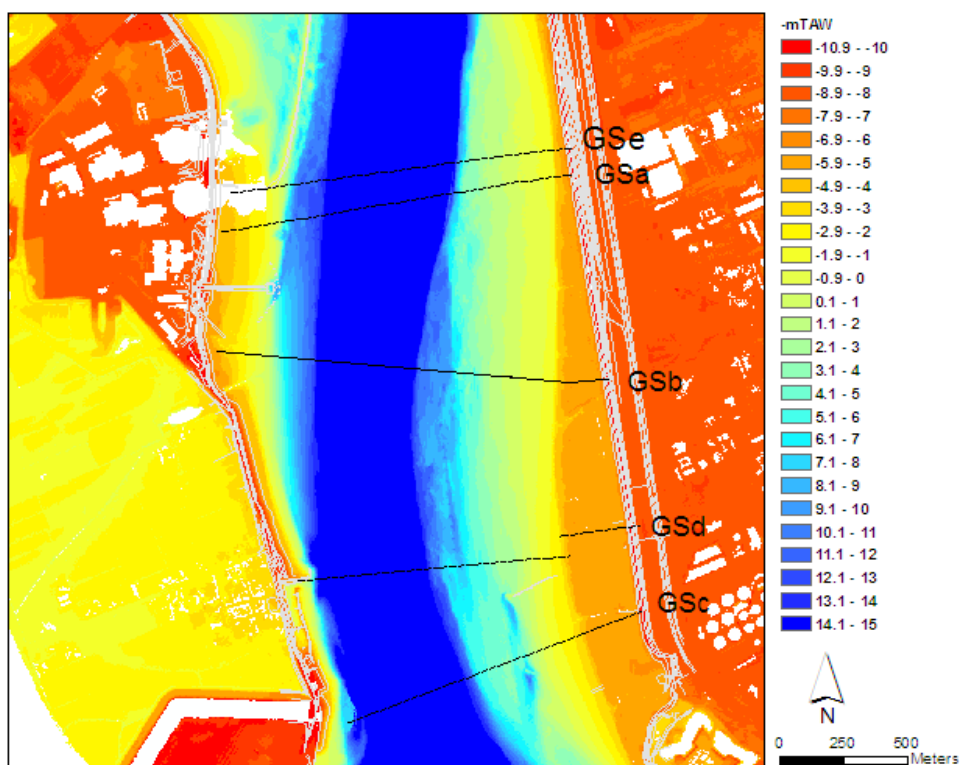 GSe
GSa
GSb
GSd
GSc
-mTAW
-10.9 - -10
-9.9 - -9
-8.9 - -8
-7.9 - -7
-6.9 - -6
-5.9 - -5
-4.9 - -4
-3.9 - -3
-2.9 - -2
-1.9 - -1
-0.9 - 0
0.1 - 1
1.1 - 2
2.1 - 3
3.1 - 4
4.1 - 5
5.1 - 6
6.1 - 7
7.1 - 8
8.1 - 9
9.1 - 10
10.1 - 11
11.1 - 12
12.1 - 13
13.1 - 14
14.1 - 15
N
0 250 500
Meters